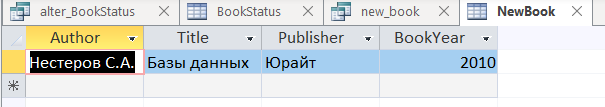 alter_BookStatus BookStatus new_book NewBook
Author Title Publisher BookYear
Нестеров С.А. Базы данных Юрайт 2010